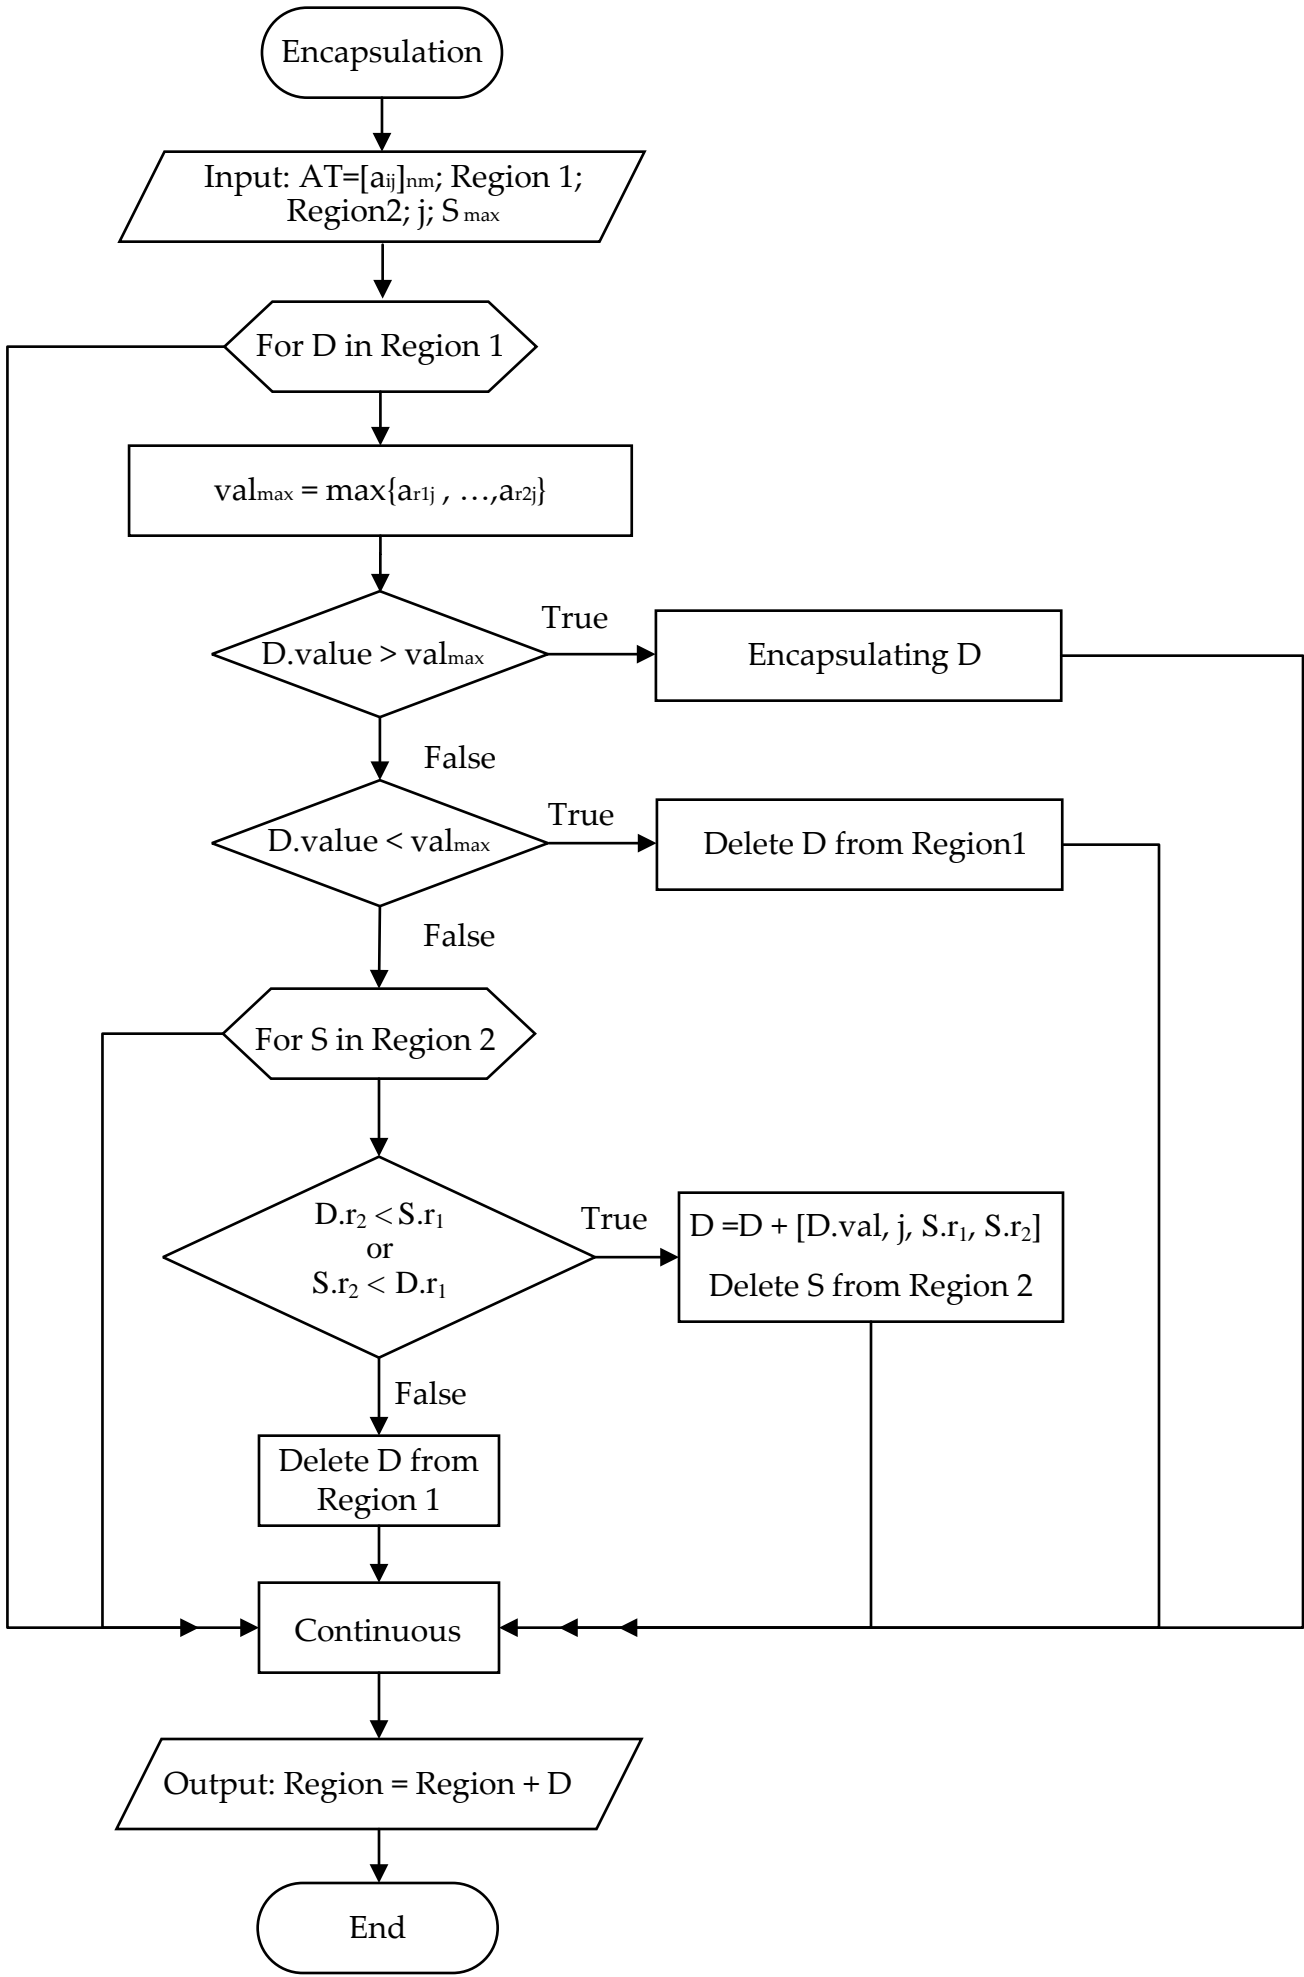 Encapsulation
Input: AT=[aij]nm; Region 1;
Region2; j; S max
For D in Region 1
valmax = max{ar1j , …,ar2j}
True
D.value > valmax
Encapsulating D
False
True
D.value < valmax
Delete D from Region1
False
For S in Region 2
D.r2 < S.r1
or
S.r2 < D.r1
True
D =D + [D.val, j, S.r1, S.r2]
Delete S from Region 2
False
Delete D from
Region 1
Continuous
Output: Region = Region + D
End